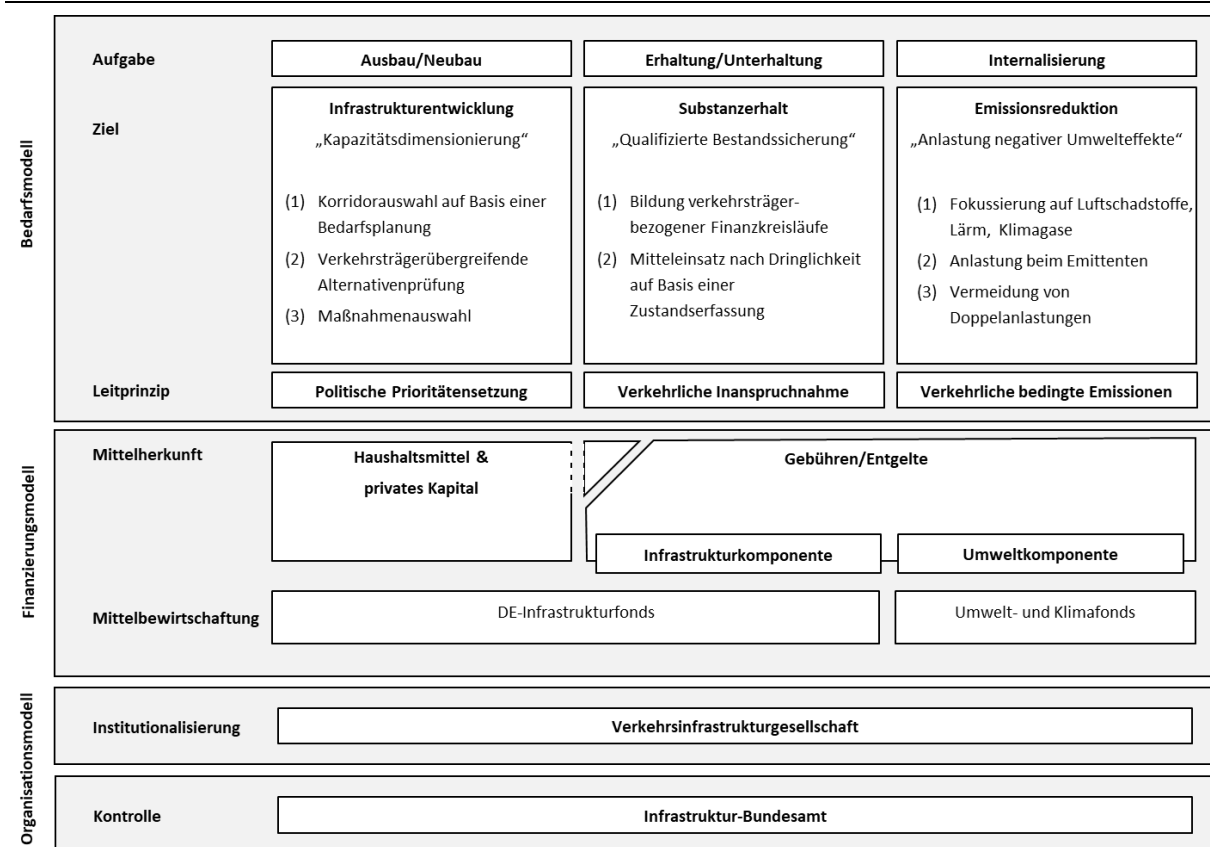 Bedarfsmodell
Aufgabe
Ausbau/Neubau
Erhaltung/Unterhaltung
Internalisierung
Ziel
Infrastrukturentwicklung
„Kapazitätsdimensionierung“
(1) Korridorauswahl auf Basis einer
Bedarfsplanung
(2) Verkehrsträgerübergreifende
Alternativenprüfung
(3) Maßnahmenauswahl
Substanzerhalt
„Qualifizierte Bestandssicherung“
(1) Bildung verkehrsträger-
bezogener Finanzkreisläufe
(2) Mitteleinsatz nach Dringlichkeit
auf Basis einer
Zustandserfassung
Emissionsreduktion
„Anlastung negativer Umwelteffekte“
(1) Fokussierung auf Luftschadstoffe,
Lärm, Klimagase
(2) Anlastung beim Emittenten
(3) Vermeidung von
Doppelanlastungen
Leitprinzip
Politische Prioritätensetzung
Verkehrliche Inanspruchnahme
Verkehrliche bedingte Emissionen
Finanzierungsmodell
Mittelherkunft
Haushaltsmittel &
privates Kapital
Gebühren/Entgelte
Infrastrukturkomponente
Umweltkomponente
Mittelbewirtschaftung
DE-Infrastrukturfonds
Umwelt- und Klimafonds
Organisationsmodell
Institutionalisierung
Verkehrsinfrastrukturgesellschaft
Kontrolle
Infrastruktur-Bundesamt